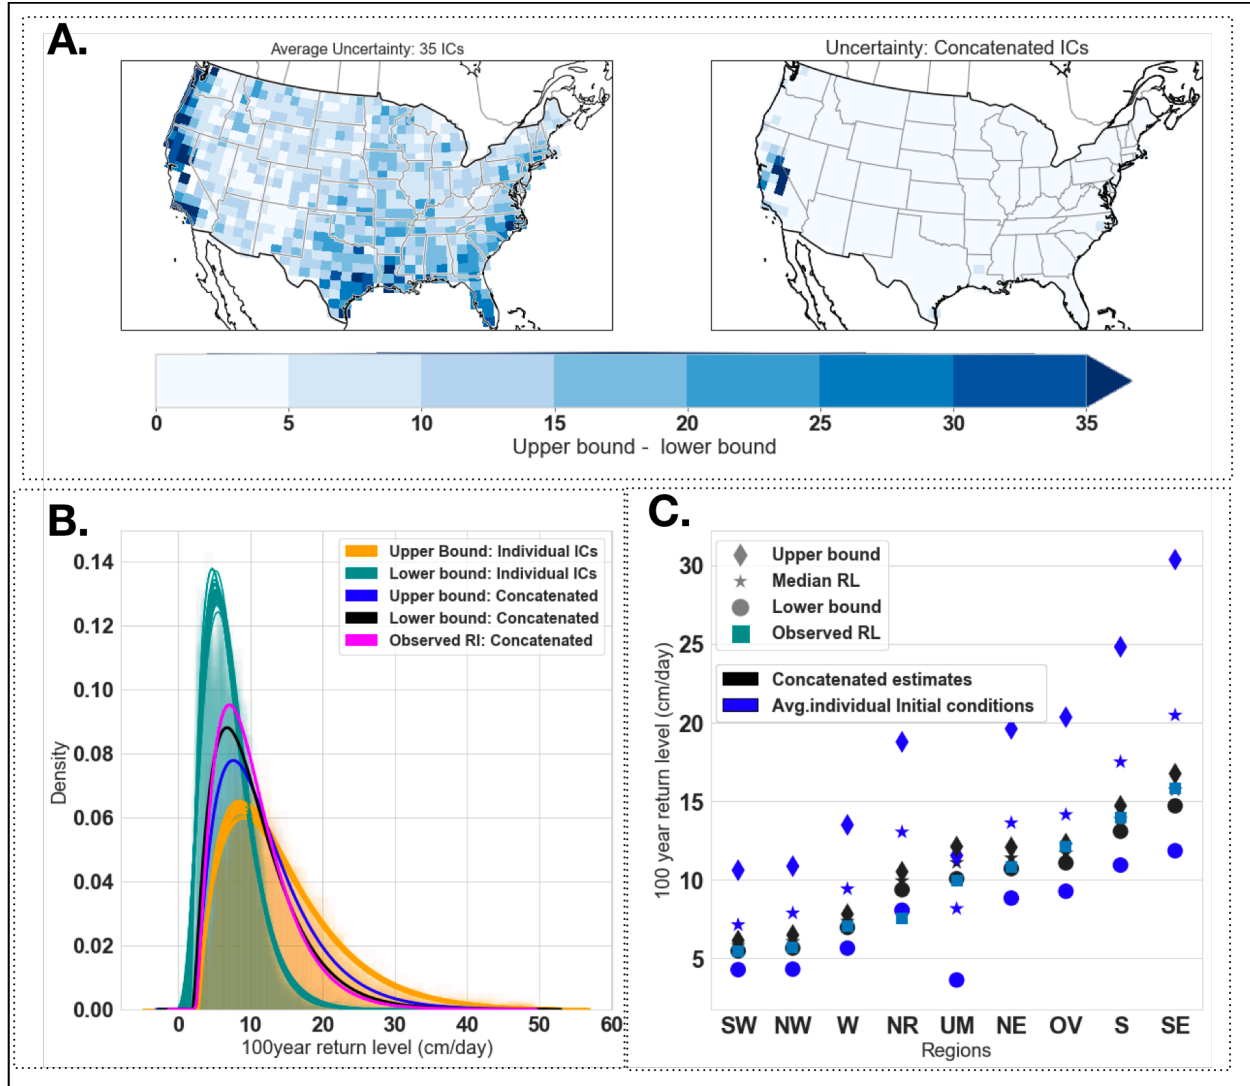 A.
Average Uncertainty: 35 ICs
Uncertainty: Concatenated ICs
0 5 10 15 20 25 30 35
Upper bound - lower bound
B.
Upper Bound: Individual ICs
Lower bound: Individual ICs
Upper bound: Concatenated
Lower bound: Concatenated
Observed Rl: Concatenated
0.14
0.12
0.10
0.08
0.06
0.04
0.02
0.00
Density
0 10 20 30 40 50 60
100year return level (cm/day)
C.
Upper bound
Median RL
Lower bound
Observed RL
Concatenated estimates
Avg.individual Initial conditions
30
25
20
15
10
5
100 year return level (cm/day)
SW NW W NR UM NE OV S SE
Regions